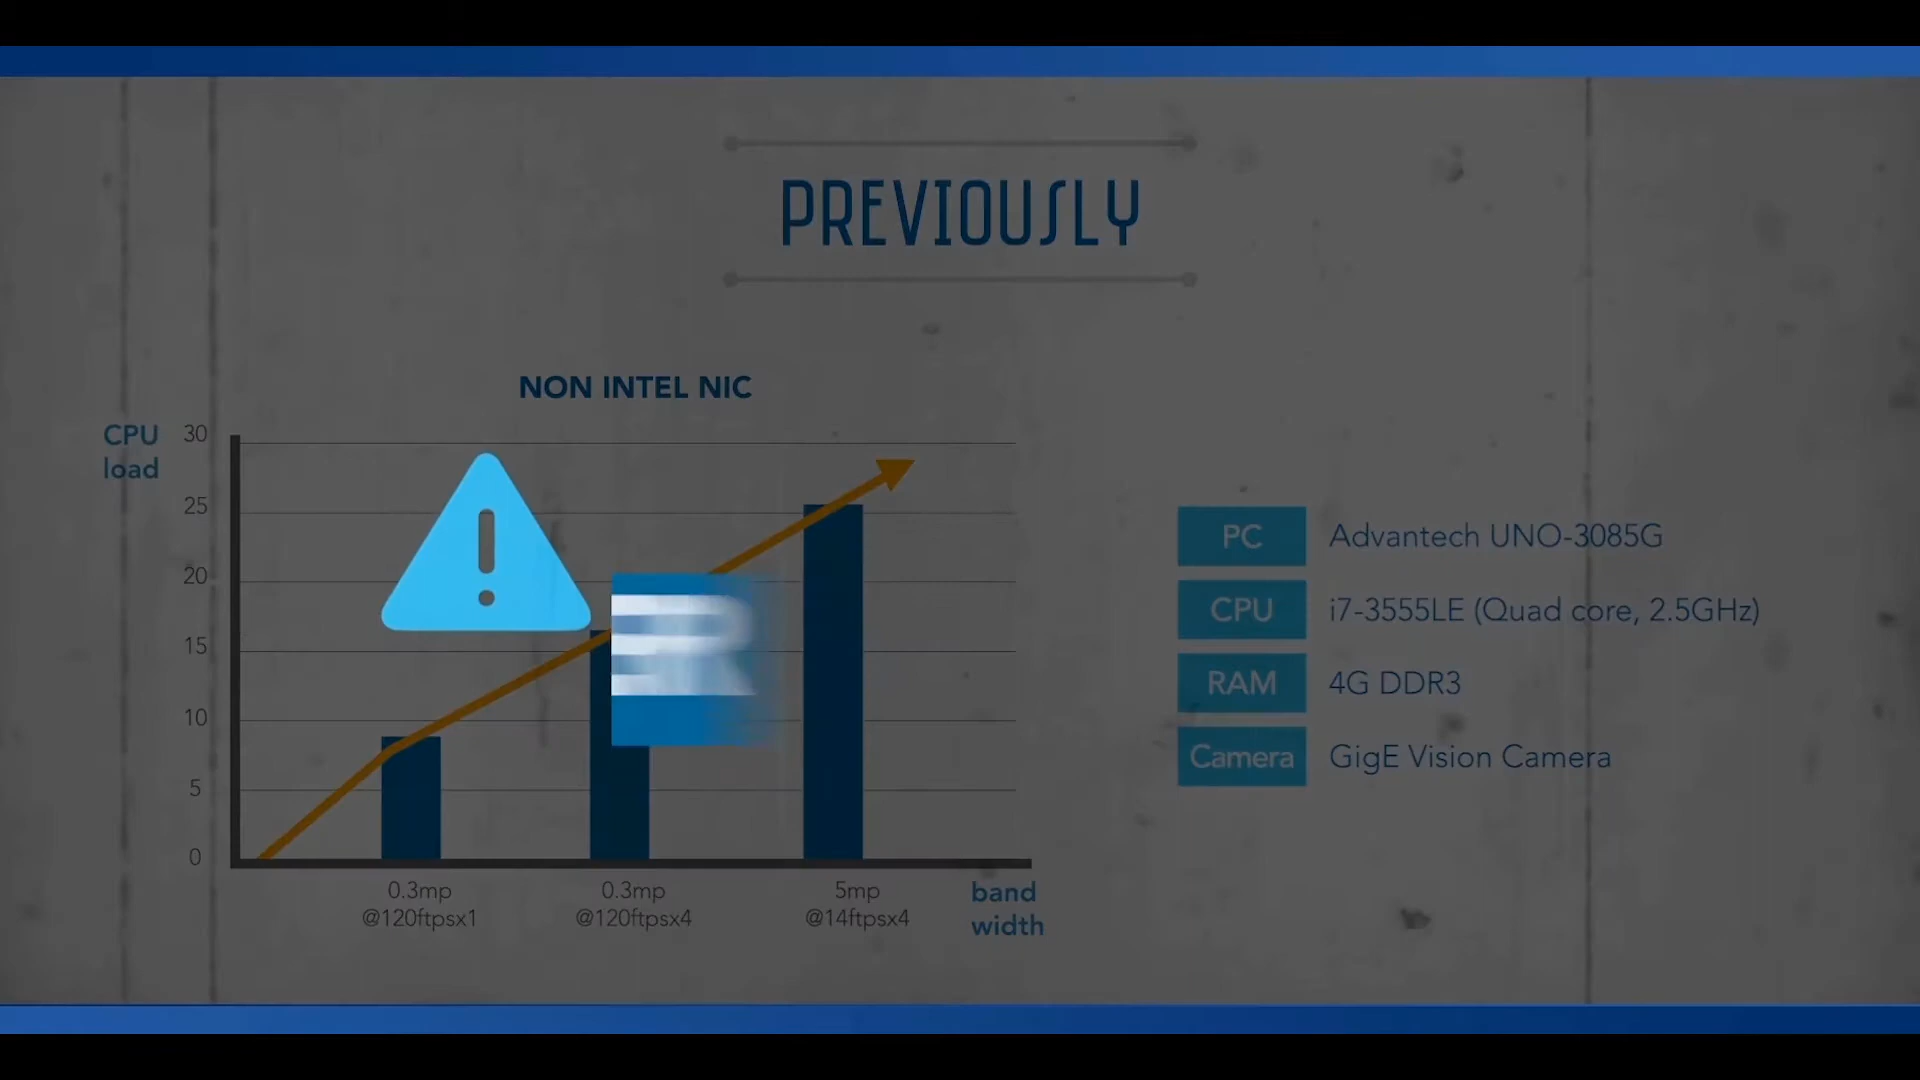 PREVIOUSLY
NON INTEL NIC
CPU
load
30
25
20
15
10
5
0
0.3mp
@120ftpsx1
0.3mp
@120ftpsx4
5mp
@14ftpsx4
band
width
PC Advantech UNO-3085G
CPU i7-3555LE (Quad core, 2.5GHz)
RAM 4G DDR3
Camera GigE Vision Camera